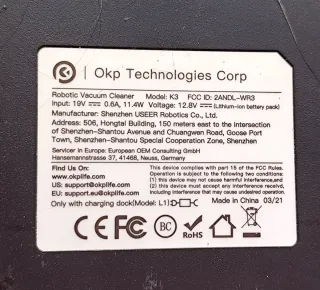 Okp Technologies Corp
Robotic Vacuum Cleaner Model: K3 FCC ID: 2ANDL-WR3
Input: 19V 0.6A, 11.4W Voltage: 12.8V (Lithium-ion battery pack)
Manufacturer: Shenzhen USEER Robotics Co., Ltd.
Address: 506, Hongtai Building, 150 meters east to the intersection
of Shenzhen-Shantou Avenue and Chuangwen Road, Goose Port
Town, Shenzhen-Shantou Special Cooperation Zone, Shenzhen
Servicer in Europe: European OEM Consulting GmbH
Hansemannstrasse 37, 41468, Neuss, Germany
Find Us On:
www.okplife.com
US: support@okplife.com
EU: support.eu@okplife.com
This device complies with part 15 of the FCC Rules.
Operation is subject to the following two conditions:
(1) this device may not cause harmful interference,and
(2) this device must accept any interference received,
including interference that may cause undesired operation.
Only with charging dock(Model: L1) Made in China 03/21
CE FC BC RoHS